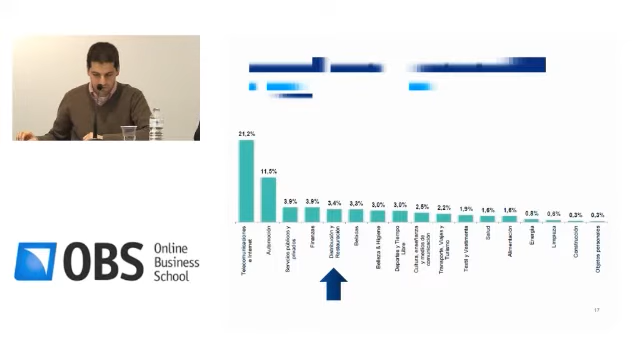 21,2%
11,5%
3,9%
3,9%
3,4%
3,3%
3,0%
3,0%
2,5%
2,2%
1,9%
1,6%
1,6%
0,8%
0,6%
0,3%
0,3%
Telecomunicaciones
e Internet
Automoción
Servicios públicos y
privados
Finanzas
Distribución y
Restauración
Bebidas
Belleza & Higiene
Deportes y Tiempo
Libre
Cultura, enseñanza
y medios de
comunicación
Transporte, Viajes y
Turismo
Textil y Vestimenta
Salud
Alimentación
Energía
Limpieza
Construcción
Objetos personales
OBS
Online
Business
School
17